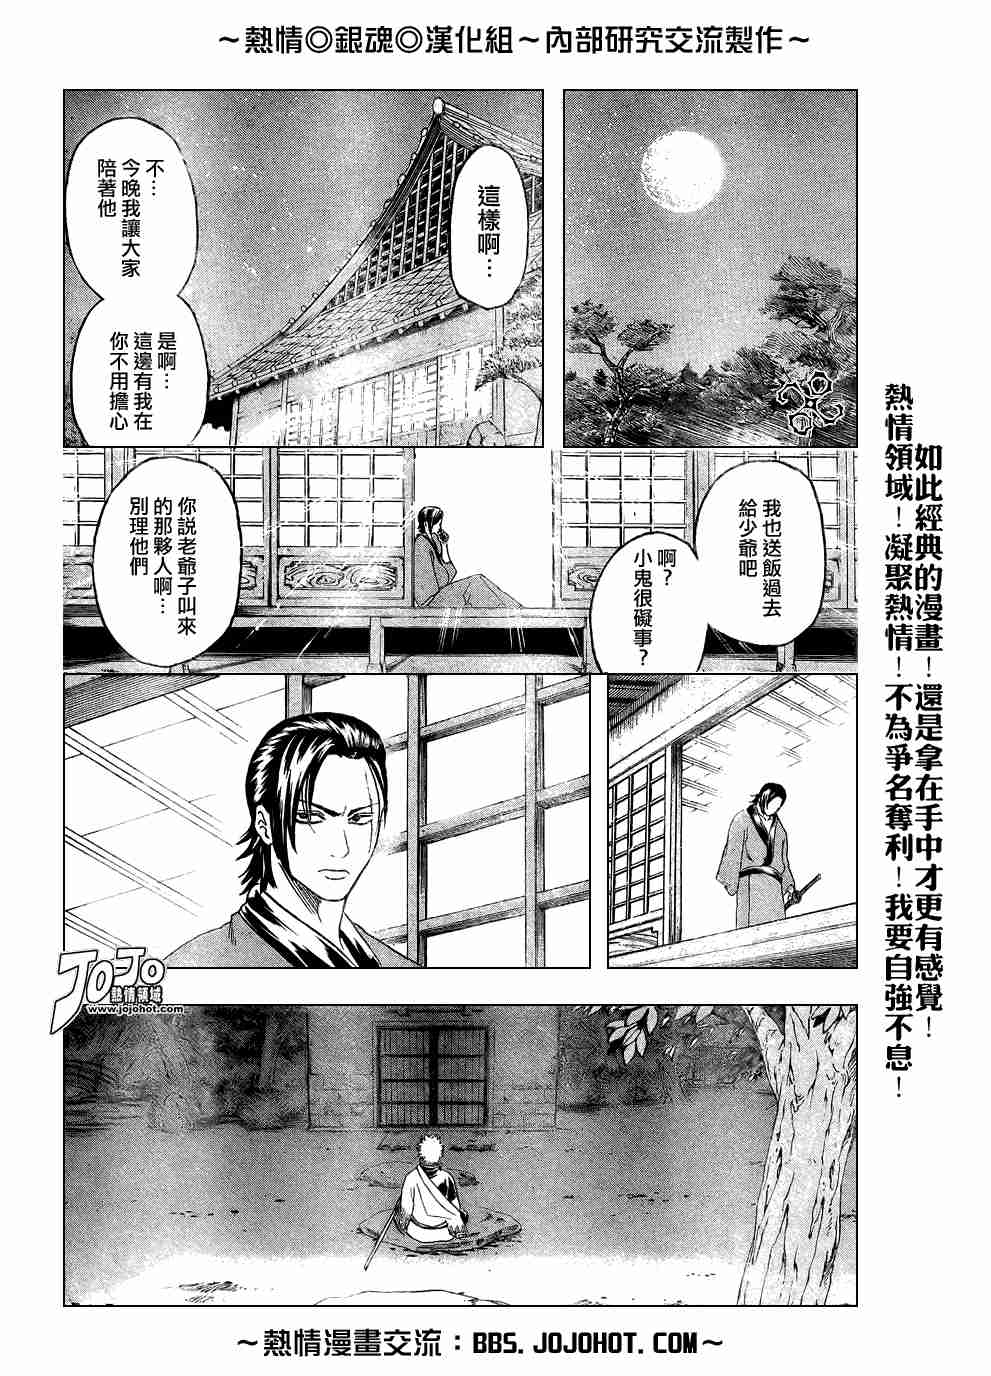 ～熱情◎銀魂◎漢化組～內部研究交流製作～
這樣啊…
不…
今晚我讓大家
陪著他
是啊…
這邊有我在
你不用擔心
我也送飯過去
給少爺吧
啊？
小鬼很礙事？
你説老爺子叫來
的那夥人啊…
別理他們
如此經典的漫畫！還是拿在手中才更有感覺！
熱情領域！凝聚熱情！不為爭名奪利！我要自強不息！
JOJO
熱情領域
www.jojohot.com
～熱情漫畫交流：BBS.JOJOHOT.COM～